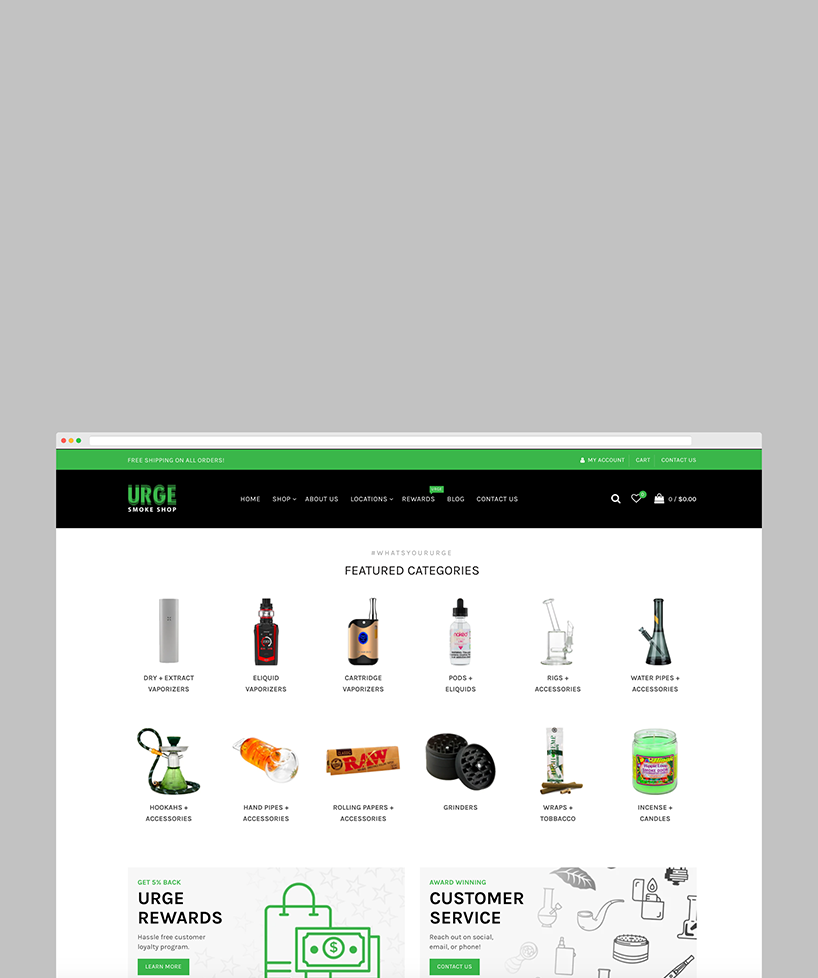 FREE SHIPPING ON ALL ORDERS!
MY ACCOUNT CART CONTACT US
URGE
SMOKE SHOP
HOME SHOP ABOUT US LOCATIONS REWARDS BLOG CONTACT US
0 / $0.00
#WHATSYOURURGE
FEATURED CATEGORIES
naked
DRY + EXTRACT
VAPORIZERS
ELIQUID
VAPORIZERS
CARTRIDGE
VAPORIZERS
PODS +
ELIQUIDS
RIGS +
ACCESSORIES
WATER PIPES +
ACCESSORIES
CLASSIC
RAW
SMOKE ODOR
HOOKAHS +
ACCESSORIES
HAND PIPES +
ACCESSORIES
ROLLING PAPERS +
ACCESSORIES
GRINDERS
WRAPS +
TOBBACCO
INCENSE +
CANDLES
GET 5% BACK
URGE
REWARDS
Hassle free customer
loyalty program.
LEARN MORE
$
AWARD WINNING
CUSTOMER
SERVICE
Reach out on social,
email, or phone!
CONTACT US